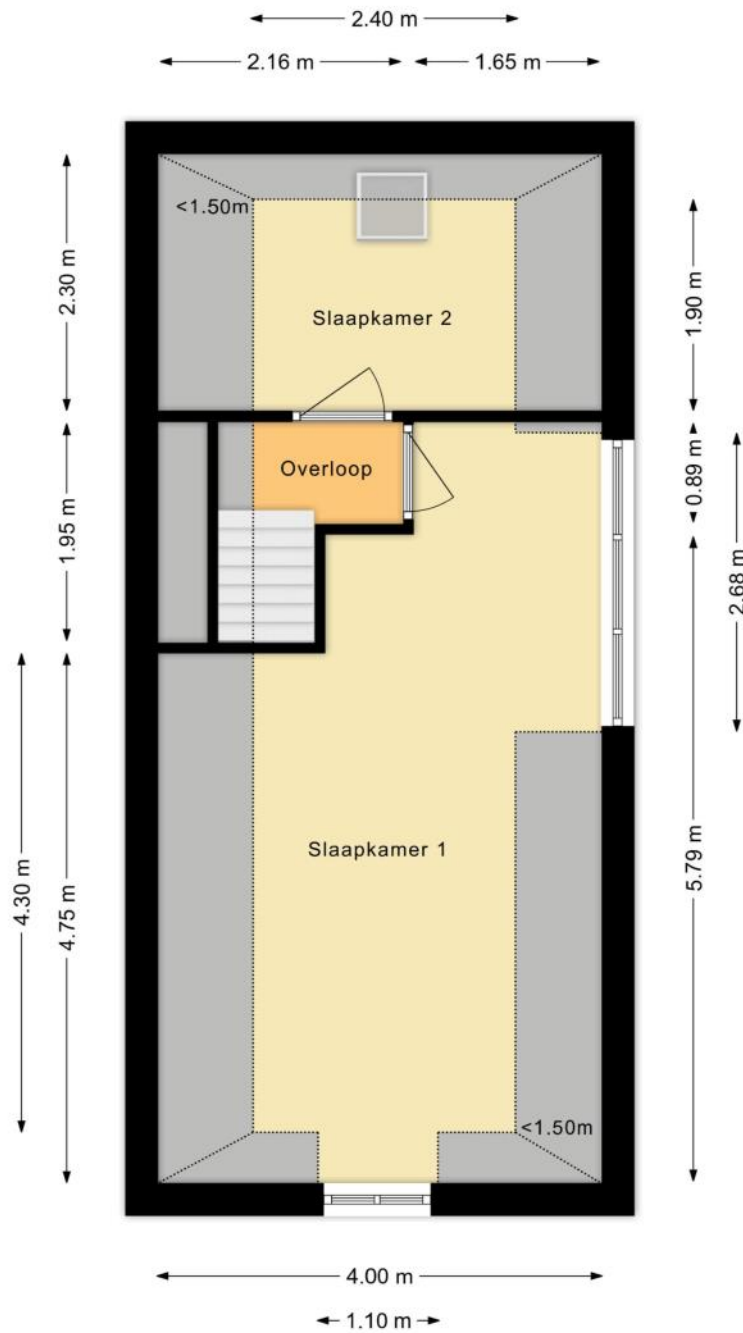 2.40 m
2.16 m
1.65 m
<1.50m
2.30 m
1.90 m
Slaapkamer 2
Overloop
0.89 m
1.95 m
2.68 m
Slaapkamer 1
4.30 m
4.75 m
5.79 m
<1.50m
4.00 m
1.10 m